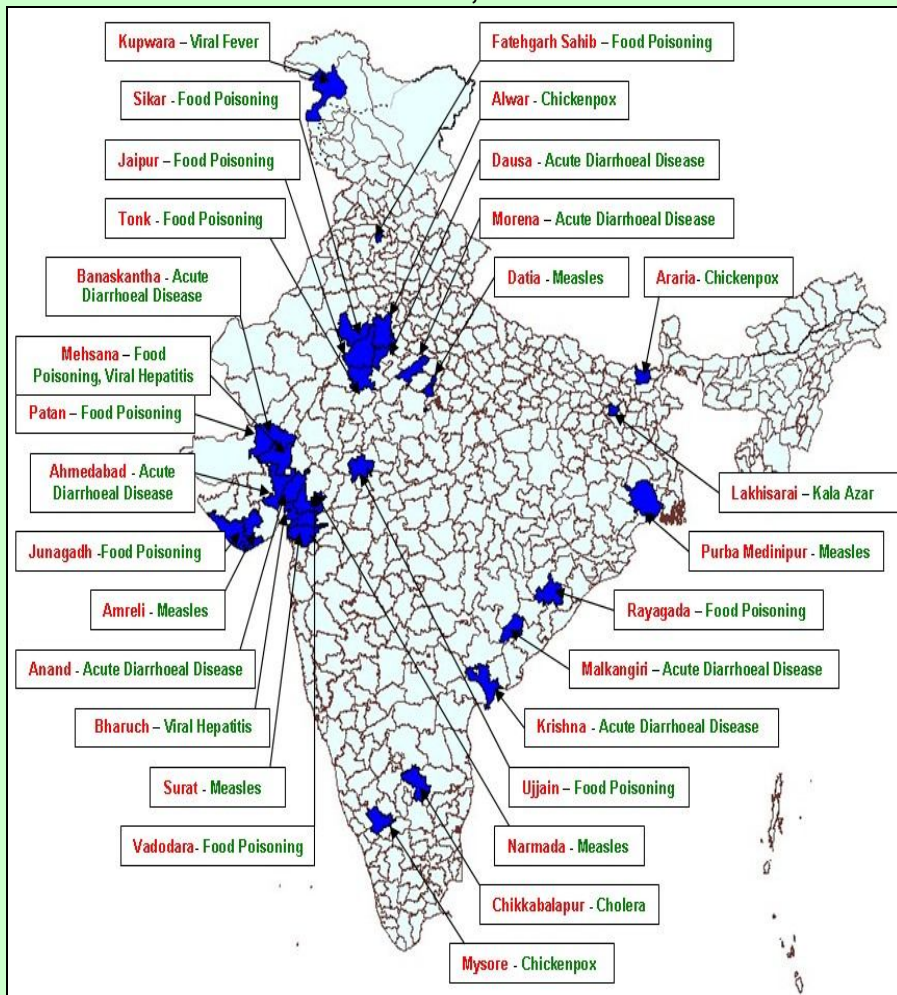 Kupwara – Viral Fever
Sikar - Food Poisoning
Jaipur – Food Poisoning
Tonk - Food Poisoning
Banaskantha - Acute
Diarrhoeal Disease
Mehsana – Food
Poisoning, Viral Hepatitis
Patan – Food Poisoning
Ahmedabad - Acute
Diarrhoeal Disease
Junagadh -Food Poisoning
Amreli - Measles
Anand - Acute Diarrhoeal Disease
Bharuch – Viral Hepatitis
Surat - Measles
Vadodara- Food Poisoning
Fatehgarh Sahib – Food Poisoning
Alwar - Chickenpox
Dausa - Acute Diarrhoeal Disease
Morena – Acute Diarrhoeal Disease
Datia - Measles
Araria- Chickenpox
Lakhisarai – Kala Azar
Purba Medinipur - Measles
Rayagada – Food Poisoning
Malkangiri – Acute Diarrhoeal Disease
Krishna - Acute Diarrhoeal Disease
Ujjain – Food Poisoning
Narmada - Measles
Chikkabalapur - Cholera
Mysore - Chickenpox